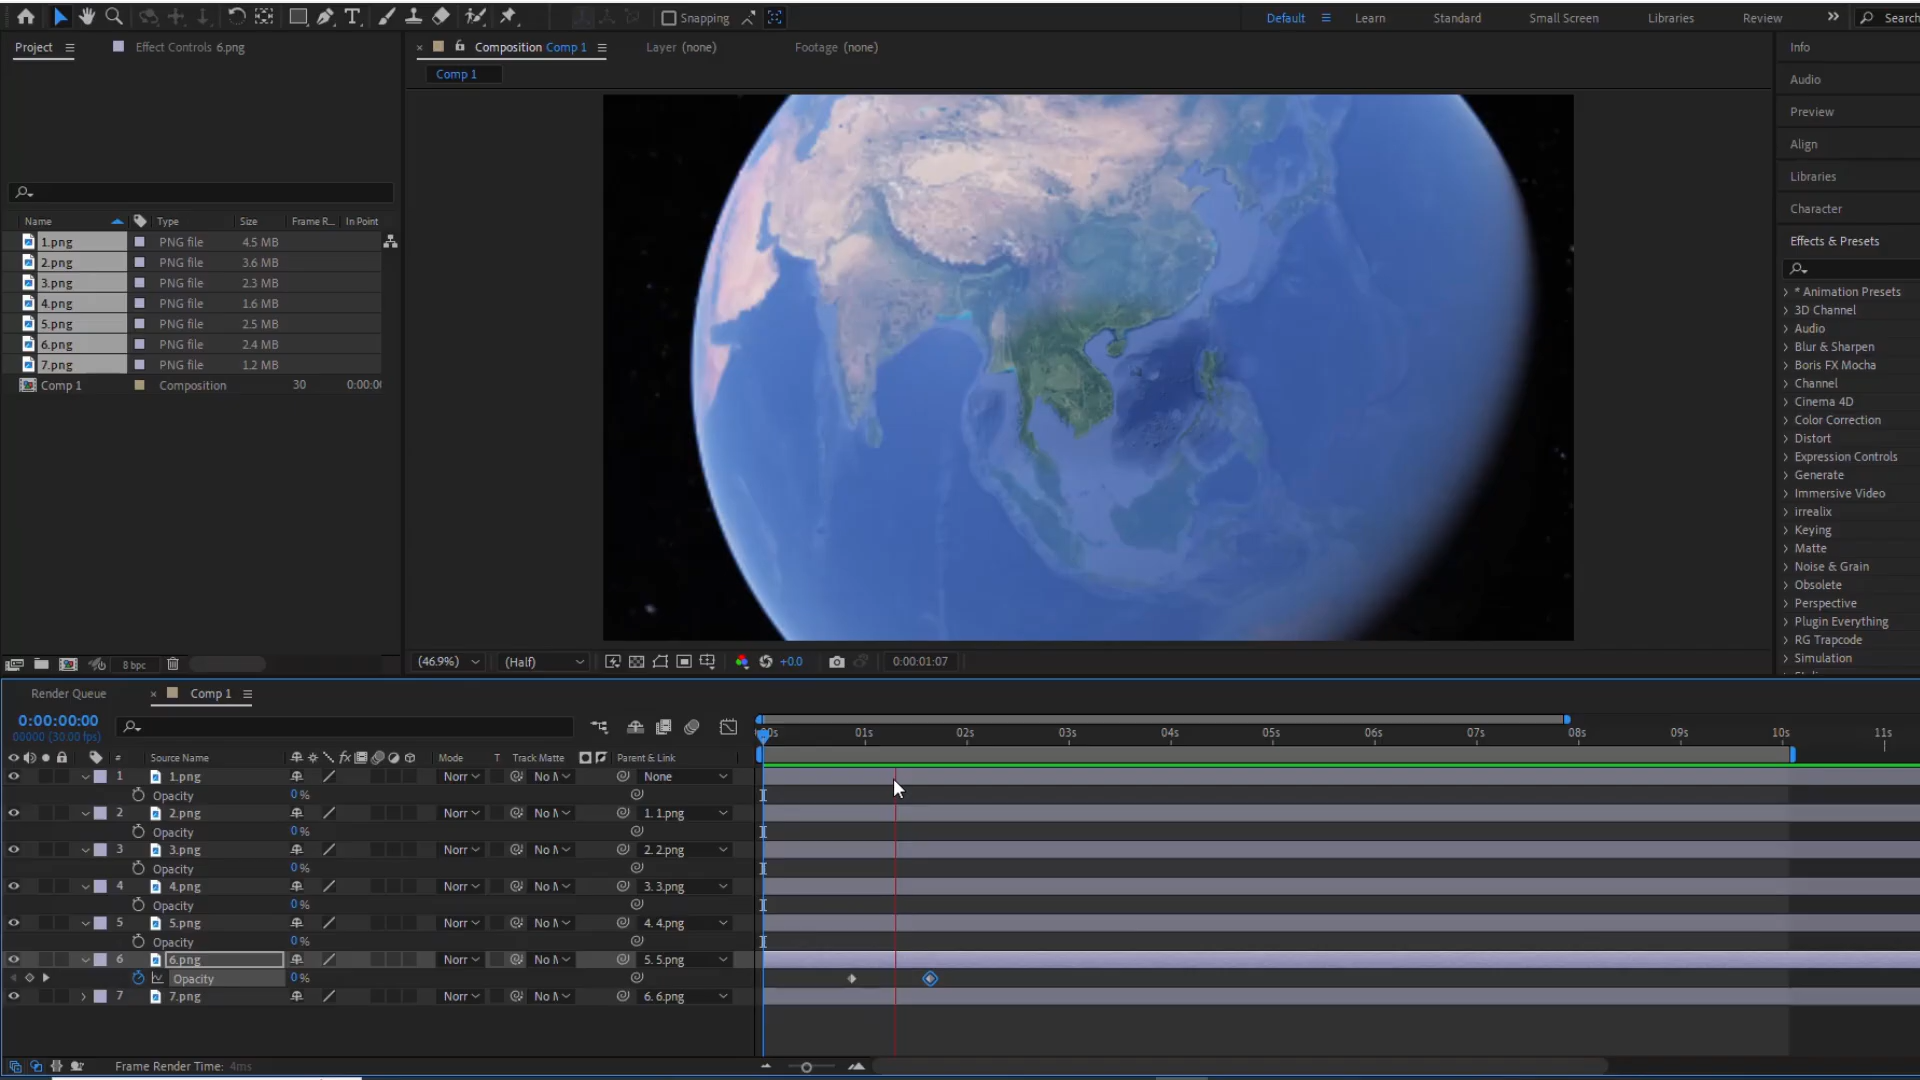 Snapping
Default
Learn
Standard
Small Screen
Libraries
Review
Search
Project
Effect Controls 6.png
Composition Comp 1
Layer (none)
Footage (none)
Comp 1
Name Type Size Frame R... In Point
1.png PNG file 4.5 MB
2.png PNG file 3.6 MB
3.png PNG file 2.3 MB
4.png PNG file 1.6 MB
5.png PNG file 2.5 MB
6.png PNG file 2.4 MB
7.png PNG file 1.2 MB
Comp 1 Composition 30 0:00:00
8 bpc
(46.9%) (Half) +0.0 0:00:01:07
Info
Audio
Preview
Align
Libraries
Character
Effects & Presets
* Animation Presets
3D Channel
Audio
Blur & Sharpen
Boris FX Mocha
Channel
Cinema 4D
Color Correction
Distort
Expression Controls
Generate
Immersive Video
irrealix
Keying
Matte
Noise & Grain
Obsolete
Perspective
Plugin Everything
RG Trapcode
Simulation
Render Queue
Comp 1
0:00:00:00
00000 (30:00 fps)
:00s 01s 02s 03s 04s 05s 06s 07s 08s 09s 10s 11s
# Source Name fx Mode T Track Matte Parent & Link
1 1.png Norr No M None
Opacity 0 %
2 2.png Norr No M 1. 1.png
Opacity 0 %
3 3.png Norr No M 2. 2.png
Opacity 0 %
4 4.png Norr No M 3. 3.png
Opacity 0 %
5 5.png Norr No M 4. 4.png
Opacity 0 %
6 6.png Norr No M 5. 5.png
Opacity 0 %
7 7.png Norr No M 6. 6.png
Frame Render Time: 4ms